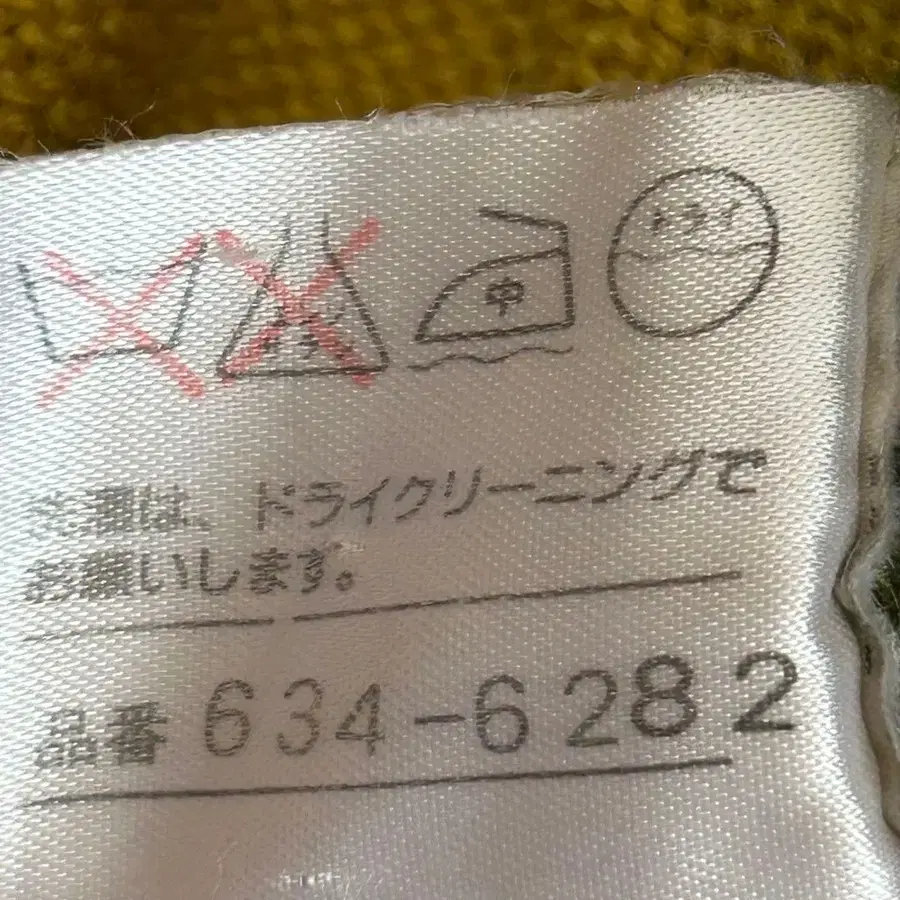 中 ドライ
洗濯は、ドライクリーニングで
お願いします。
品番 634-6282